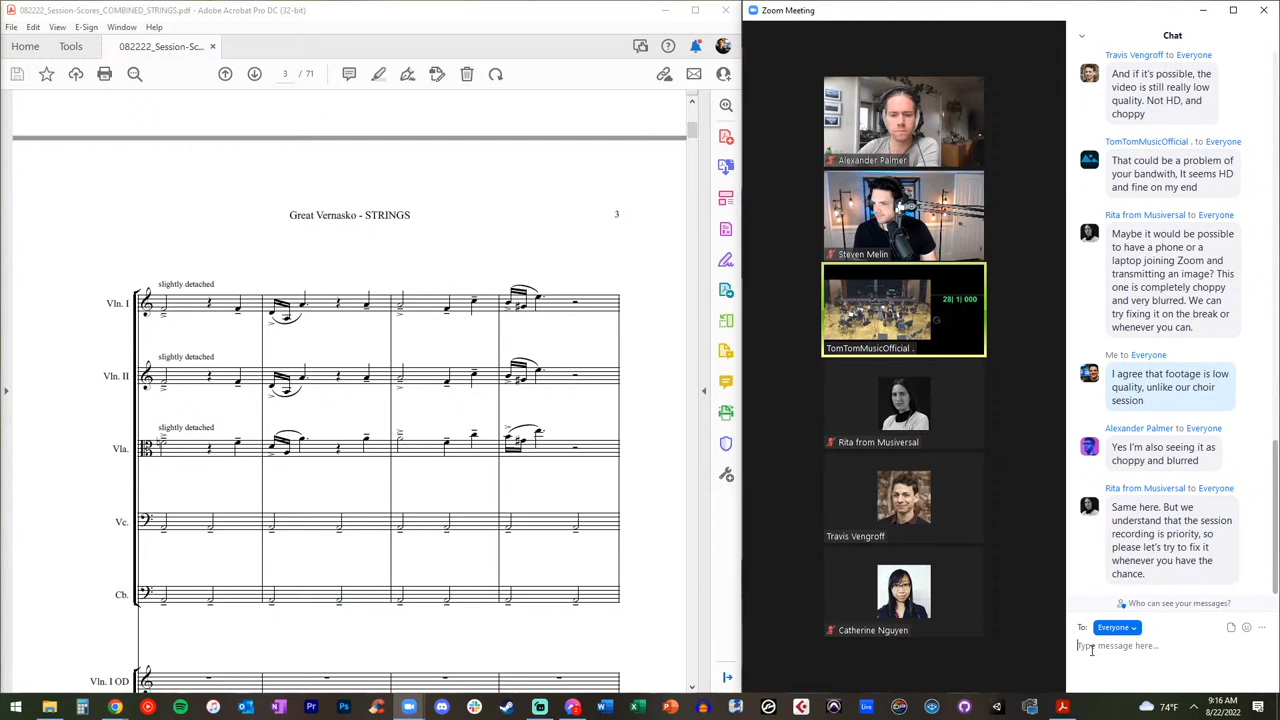 082222_Session-Scores_COMBINED_STRINGS.pdf - Adobe Acrobat Pro DC (32-bit)
File Edit View E-Sign Window Help
Home Tools 082222_Session-Sc... ×
3 / 71
Great Vernasko - STRINGS 3
slightly detached
Vln. I
slightly detached
Vln. II
slightly detached
Vla.
Vc.
Cb.
Vln. I OD
Zoom Meeting
Alexander Palmer
Steven Melin
28| 1| 000
TomTomMusicOfficial .
Rita from Musiversal
Travis Vengroff
Catherine Nguyen
Chat
Travis Vengroff to Everyone
And if it's possible, the
video is still really low
quality. Not HD, and
choppy
TomTomMusicOfficial . to Everyone
That could be a problem of
your bandwith, It seems HD
and fine on my end
Rita from Musiversal to Everyone
Maybe it would be possible
to have a phone or a
laptop joining Zoom and
transmitting an image? This
one is completely choppy
and very blurred. We can
try fixing it on the break or
whenever you can.
Me to Everyone
I agree that footage is low
quality, unlike our choir
session
Alexander Palmer to Everyone
Yes I'm also seeing it as
choppy and blurred
Rita from Musiversal to Everyone
Same here. But we
understand that the session
recording is priority, so
please let's try to fix it
whenever you have the
chance.
Who can see your messages?
To: Everyone
Type message here...
Ps
Live
74°F
9:16 AM
8/22/2022